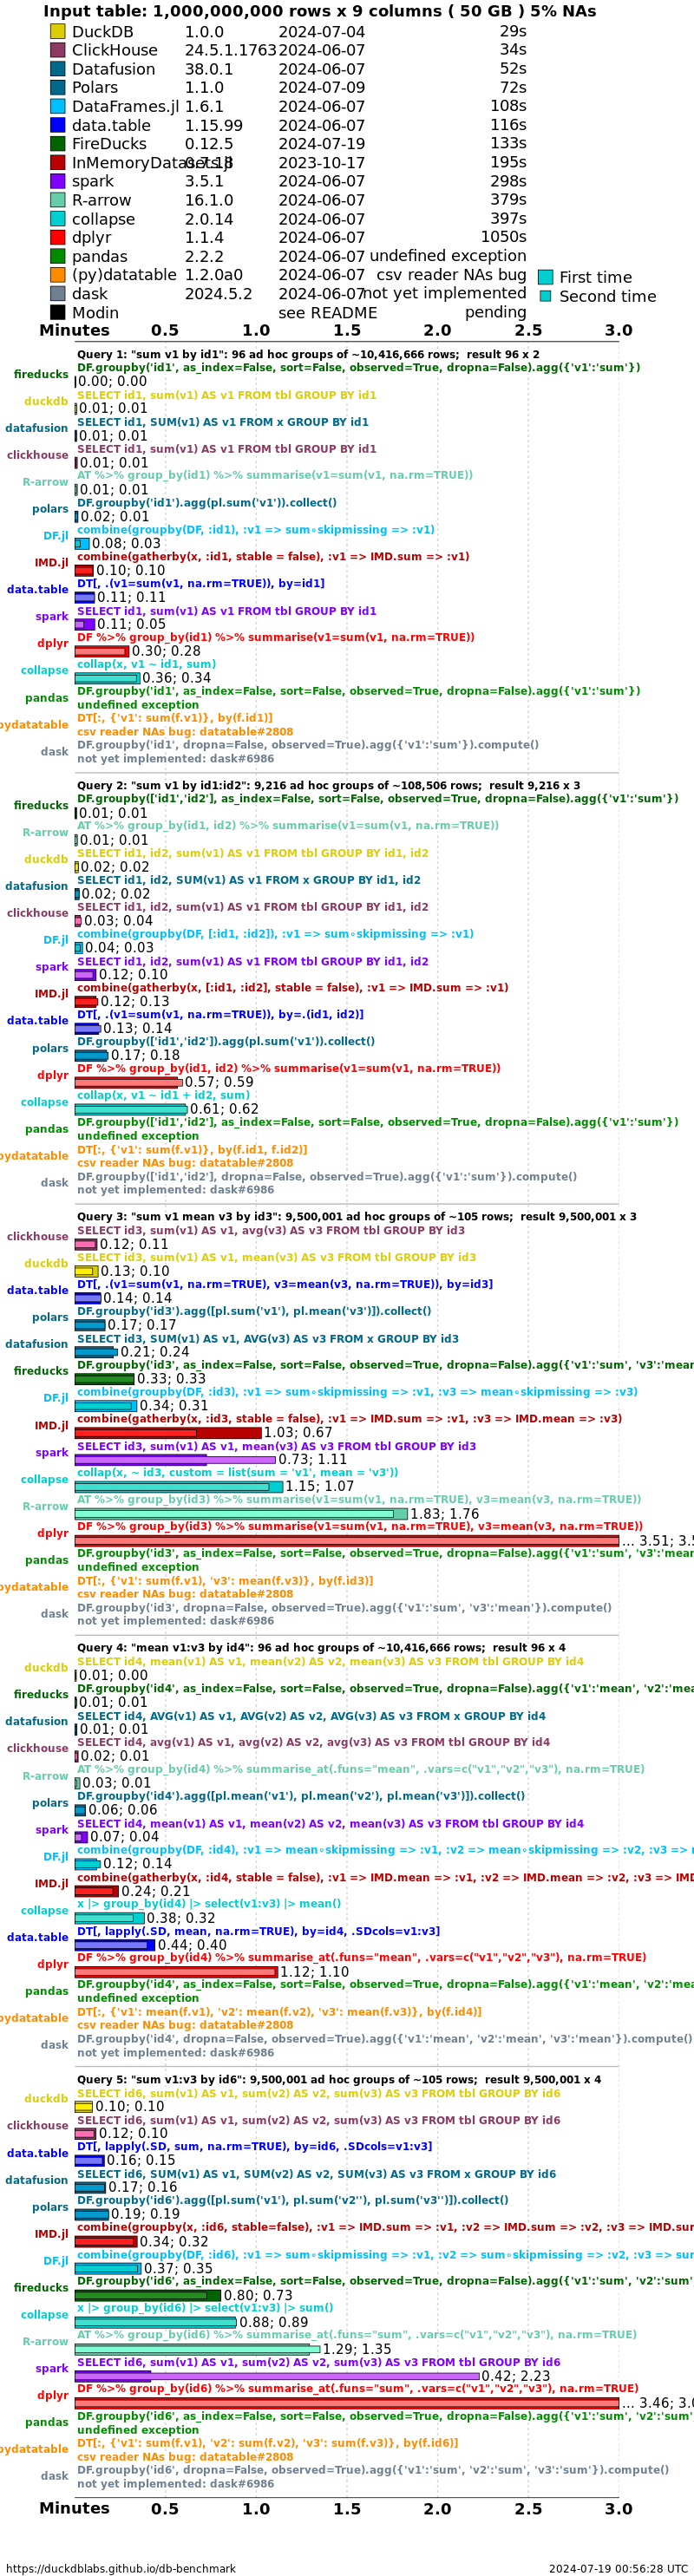 Input table: 1,000,000,000 rows x 9 columns ( 50 GB ) 5% NAs
DuckDB 1.0.0 2024-07-04 29s
ClickHouse 24.5.1.1763 2024-06-07 34s
Datafusion 38.0.1 2024-06-07 52s
Polars 1.1.0 2024-07-09 72s
DataFrames.jl 1.6.1 2024-06-07 108s
data.table 1.15.99 2024-06-07 116s
FireDucks 0.12.5 2024-07-19 133s
InMemoryDatasets.jl 0.7.18 2023-10-17 195s
spark 3.5.1 2024-06-07 298s
R-arrow 16.1.0 2024-06-07 379s
collapse 2.0.14 2024-06-07 397s
dplyr 1.1.4 2024-06-07 1050s
pandas 2.2.2 2024-06-07 undefined exception
(py)datatable 1.2.0a0 2024-06-07 csv reader NAs bug
dask 2024.5.2 2024-06-07 not yet implemented
Modin see README pending
First time
Second time
Minutes 0.5 1.0 1.5 2.0 2.5 3.0
Query 1: "sum v1 by id1": 96 ad hoc groups of ~10,416,666 rows; result 96 x 2
fireducks DF.groupby('id1', as_index=False, sort=False, observed=True, dropna=False).agg({'v1':'sum'})
0.00; 0.00
duckdb SELECT id1, sum(v1) AS v1 FROM tbl GROUP BY id1
0.01; 0.01
datafusion SELECT id1, SUM(v1) AS v1 FROM x GROUP BY id1
0.01; 0.01
clickhouse SELECT id1, sum(v1) AS v1 FROM tbl GROUP BY id1
0.01; 0.01
R-arrow AT %>% group_by(id1) %>% summarise(v1=sum(v1, na.rm=TRUE))
0.01; 0.01
polars DF.groupby('id1').agg(pl.sum('v1')).collect()
0.02; 0.01
DF.jl combine(groupby(DF, :id1), :v1 => sum∘skipmissing => :v1)
0.08; 0.03
IMD.jl combine(gatherby(x, :id1, stable = false), :v1 => IMD.sum => :v1)
0.10; 0.10
data.table DT[, .(v1=sum(v1, na.rm=TRUE)), by=id1]
0.11; 0.11
spark SELECT id1, sum(v1) AS v1 FROM tbl GROUP BY id1
0.11; 0.05
dplyr DF %>% group_by(id1) %>% summarise(v1=sum(v1, na.rm=TRUE))
0.30; 0.28
collapse collap(x, v1 ~ id1, sum)
0.36; 0.34
pandas DF.groupby('id1', as_index=False, sort=False, observed=True, dropna=False).agg({'v1':'sum'})
undefined exception
pydatatable DT[:, {'v1': sum(f.v1)}, by(f.id1)]
csv reader NAs bug: datatable#2808
dask DF.groupby('id1', dropna=False, observed=True).agg({'v1':'sum'}).compute()
not yet implemented: dask#6986
Query 2: "sum v1 by id1:id2": 9,216 ad hoc groups of ~108,506 rows; result 9,216 x 3
fireducks DF.groupby(['id1','id2'], as_index=False, sort=False, observed=True, dropna=False).agg({'v1':'sum'})
0.01; 0.01
R-arrow AT %>% group_by(id1, id2) %>% summarise(v1=sum(v1, na.rm=TRUE))
0.01; 0.01
duckdb SELECT id1, id2, sum(v1) AS v1 FROM tbl GROUP BY id1, id2
0.02; 0.02
datafusion SELECT id1, id2, SUM(v1) AS v1 FROM x GROUP BY id1, id2
0.02; 0.02
clickhouse SELECT id1, id2, sum(v1) AS v1 FROM tbl GROUP BY id1, id2
0.03; 0.04
DF.jl combine(groupby(DF, [:id1, :id2]), :v1 => sum∘skipmissing => :v1)
0.04; 0.03
spark SELECT id1, id2, sum(v1) AS v1 FROM tbl GROUP BY id1, id2
0.12; 0.10
IMD.jl combine(gatherby(x, [:id1, :id2], stable = false), :v1 => IMD.sum => :v1)
0.12; 0.13
data.table DT[, .(v1=sum(v1, na.rm=TRUE)), by=.(id1, id2)]
0.13; 0.14
polars DF.groupby(['id1','id2']).agg(pl.sum('v1')).collect()
0.17; 0.18
dplyr DF %>% group_by(id1, id2) %>% summarise(v1=sum(v1, na.rm=TRUE))
0.57; 0.59
collapse collap(x, v1 ~ id1 + id2, sum)
0.61; 0.62
pandas DF.groupby(['id1','id2'], as_index=False, sort=False, observed=True, dropna=False).agg({'v1':'sum'})
undefined exception
pydatatable DT[:, {'v1': sum(f.v1)}, by(f.id1, f.id2)]
csv reader NAs bug: datatable#2808
dask DF.groupby(['id1','id2'], dropna=False, observed=True).agg({'v1':'sum'}).compute()
not yet implemented: dask#6986
Query 3: "sum v1 mean v3 by id3": 9,500,001 ad hoc groups of ~105 rows; result 9,500,001 x 3
clickhouse SELECT id3, sum(v1) AS v1, avg(v3) AS v3 FROM tbl GROUP BY id3
0.12; 0.11
duckdb SELECT id3, sum(v1) AS v1, mean(v3) AS v3 FROM tbl GROUP BY id3
0.13; 0.10
data.table DT[, .(v1=sum(v1, na.rm=TRUE), v3=mean(v3, na.rm=TRUE)), by=id3]
0.14; 0.14
polars DF.groupby('id3').agg([pl.sum('v1'), pl.mean('v3')]).collect()
0.17; 0.17
datafusion SELECT id3, SUM(v1) AS v1, AVG(v3) AS v3 FROM x GROUP BY id3
0.21; 0.24
fireducks DF.groupby('id3', as_index=False, sort=False, observed=True, dropna=False).agg({'v1':'sum', 'v3':'mean
0.33; 0.33
DF.jl combine(groupby(DF, :id3), :v1 => sum∘skipmissing => :v1, :v3 => mean∘skipmissing => :v3)
0.34; 0.31
IMD.jl combine(gatherby(x, :id3, stable = false), :v1 => IMD.sum => :v1, :v3 => IMD.mean => :v3)
1.03; 0.67
spark SELECT id3, sum(v1) AS v1, mean(v3) AS v3 FROM tbl GROUP BY id3
0.73; 1.11
collapse collap(x, ~ id3, custom = list(sum = 'v1', mean = 'v3'))
1.15; 1.07
R-arrow AT %>% group_by(id3) %>% summarise(v1=sum(v1, na.rm=TRUE), v3=mean(v3, na.rm=TRUE))
1.83; 1.76
dplyr DF %>% group_by(id3) %>% summarise(v1=sum(v1, na.rm=TRUE), v3=mean(v3, na.rm=TRUE))
... 3.51; 3.5
pandas DF.groupby('id3', as_index=False, sort=False, observed=True, dropna=False).agg({'v1':'sum', 'v3':'mean
undefined exception
pydatatable DT[:, {'v1': sum(f.v1), 'v3': mean(f.v3)}, by(f.id3)]
csv reader NAs bug: datatable#2808
dask DF.groupby('id3', dropna=False, observed=True).agg({'v1':'sum', 'v3':'mean'}).compute()
not yet implemented: dask#6986
Query 4: "mean v1:v3 by id4": 96 ad hoc groups of ~10,416,666 rows; result 96 x 4
duckdb SELECT id4, mean(v1) AS v1, mean(v2) AS v2, mean(v3) AS v3 FROM tbl GROUP BY id4
0.01; 0.00
fireducks DF.groupby('id4', as_index=False, sort=False, observed=True, dropna=False).agg({'v1':'mean', 'v2':'mea
0.01; 0.01
datafusion SELECT id4, AVG(v1) AS v1, AVG(v2) AS v2, AVG(v3) AS v3 FROM x GROUP BY id4
0.01; 0.01
clickhouse SELECT id4, avg(v1) AS v1, avg(v2) AS v2, avg(v3) AS v3 FROM tbl GROUP BY id4
0.02; 0.01
R-arrow AT %>% group_by(id4) %>% summarise_at(.funs="mean", .vars=c("v1","v2","v3"), na.rm=TRUE)
0.03; 0.01
polars DF.groupby('id4').agg([pl.mean('v1'), pl.mean('v2'), pl.mean('v3')]).collect()
0.06; 0.06
spark SELECT id4, mean(v1) AS v1, mean(v2) AS v2, mean(v3) AS v3 FROM tbl GROUP BY id4
0.07; 0.04
DF.jl combine(groupby(DF, :id4), :v1 => mean∘skipmissing => :v1, :v2 => mean∘skipmissing => :v2, :v3 => m
0.12; 0.14
IMD.jl combine(gatherby(x, :id4, stable = false), :v1 => IMD.mean => :v1, :v2 => IMD.mean => :v2, :v3 => IMD
0.24; 0.21
collapse x |> group_by(id4) |> select(v1:v3) |> mean()
0.38; 0.32
data.table DT[, lapply(.SD, mean, na.rm=TRUE), by=id4, .SDcols=v1:v3]
0.44; 0.40
dplyr DF %>% group_by(id4) %>% summarise_at(.funs="mean", .vars=c("v1","v2","v3"), na.rm=TRUE)
1.12; 1.10
pandas DF.groupby('id4', as_index=False, sort=False, observed=True, dropna=False).agg({'v1':'mean', 'v2':'mea
undefined exception
pydatatable DT[:, {'v1': mean(f.v1), 'v2': mean(f.v2), 'v3': mean(f.v3)}, by(f.id4)]
csv reader NAs bug: datatable#2808
dask DF.groupby('id4', dropna=False, observed=True).agg({'v1':'mean', 'v2':'mean', 'v3':'mean'}).compute()
not yet implemented: dask#6986
Query 5: "sum v1:v3 by id6": 9,500,001 ad hoc groups of ~105 rows; result 9,500,001 x 4
duckdb SELECT id6, sum(v1) AS v1, sum(v2) AS v2, sum(v3) AS v3 FROM tbl GROUP BY id6
0.10; 0.10
clickhouse SELECT id6, sum(v1) AS v1, sum(v2) AS v2, sum(v3) AS v3 FROM tbl GROUP BY id6
0.12; 0.10
data.table DT[, lapply(.SD, sum, na.rm=TRUE), by=id6, .SDcols=v1:v3]
0.16; 0.15
datafusion SELECT id6, SUM(v1) AS v1, SUM(v2) AS v2, SUM(v3) AS v3 FROM x GROUP BY id6
0.17; 0.16
polars DF.groupby('id6').agg([pl.sum('v1'), pl.sum('v2''), pl.sum('v3'')]).collect()
0.19; 0.19
IMD.jl combine(groupby(x, :id6, stable=false), :v1 => IMD.sum => :v1, :v2 => IMD.sum => :v2, :v3 => IMD.sum
0.34; 0.32
DF.jl combine(groupby(DF, :id6), :v1 => sum∘skipmissing => :v1, :v2 => sum∘skipmissing => :v2, :v3 => sum
0.37; 0.35
fireducks DF.groupby('id6', as_index=False, sort=False, observed=True, dropna=False).agg({'v1':'sum', 'v2':'sum'
0.80; 0.73
collapse x |> group_by(id6) |> select(v1:v3) |> sum()
0.88; 0.89
R-arrow AT %>% group_by(id6) %>% summarise_at(.funs="sum", .vars=c("v1","v2","v3"), na.rm=TRUE)
1.29; 1.35
spark SELECT id6, sum(v1) AS v1, sum(v2) AS v2, sum(v3) AS v3 FROM tbl GROUP BY id6
0.42; 2.23
dplyr DF %>% group_by(id6) %>% summarise_at(.funs="sum", .vars=c("v1","v2","v3"), na.rm=TRUE)
... 3.46; 3.0
pandas DF.groupby('id6', as_index=False, sort=False, observed=True, dropna=False).agg({'v1':'sum', 'v2':'sum'
undefined exception
pydatatable DT[:, {'v1': sum(f.v1), 'v2': sum(f.v2), 'v3': sum(f.v3)}, by(f.id6)]
csv reader NAs bug: datatable#2808
dask DF.groupby('id6', dropna=False, observed=True).agg({'v1':'sum', 'v2':'sum', 'v3':'sum'}).compute()
not yet implemented: dask#6986
Minutes 0.5 1.0 1.5 2.0 2.5 3.0
https://duckdblabs.github.io/db-benchmark 2024-07-19 00:56:28 UTC